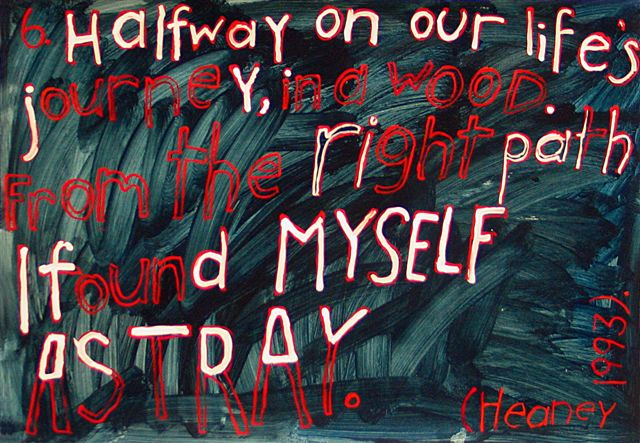 6. Halfway on our life's
journeY, in a wooD.
From the right path
I found MYSELF
ASTRAY.
(Heaney 1993).